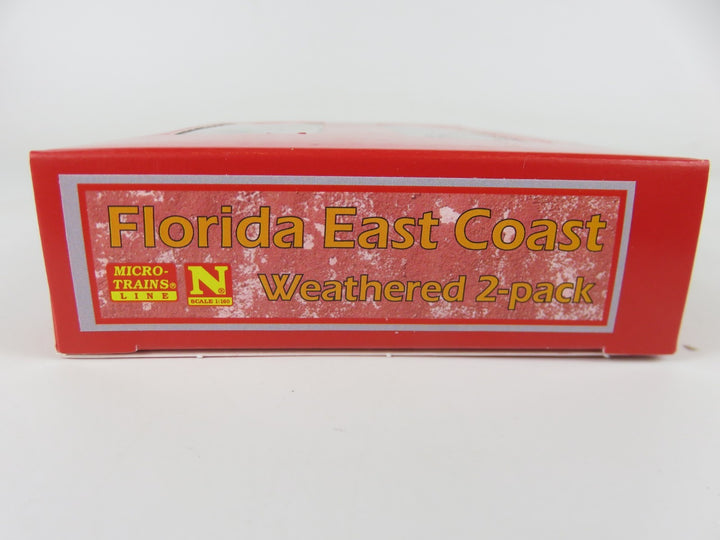 Florida East Coast
MICRO-
TRAINS®
LINE
N®
SCALE 1:160
Weathered 2-pack